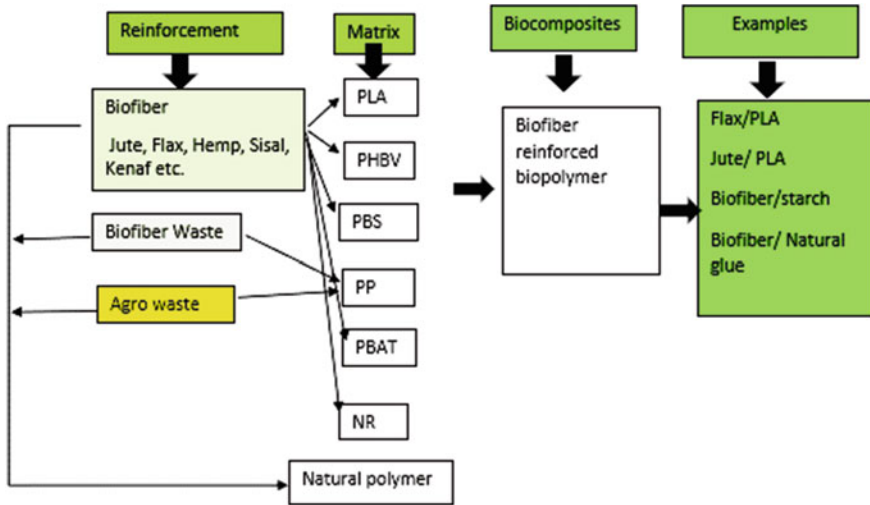 Reinforcement
Matrix
Biocomposites
Examples
Biofiber
Jute, Flax, Hemp, Sisal,
Kenaf etc.
Biofiber Waste
Agro waste
PLA
PHBV
PBS
PP
PBAT
NR
Natural polymer
Biofiber
reinforced
biopolymer
Flax/PLA
Jute/ PLA
Biofiber/starch
Biofiber/ Natural
glue